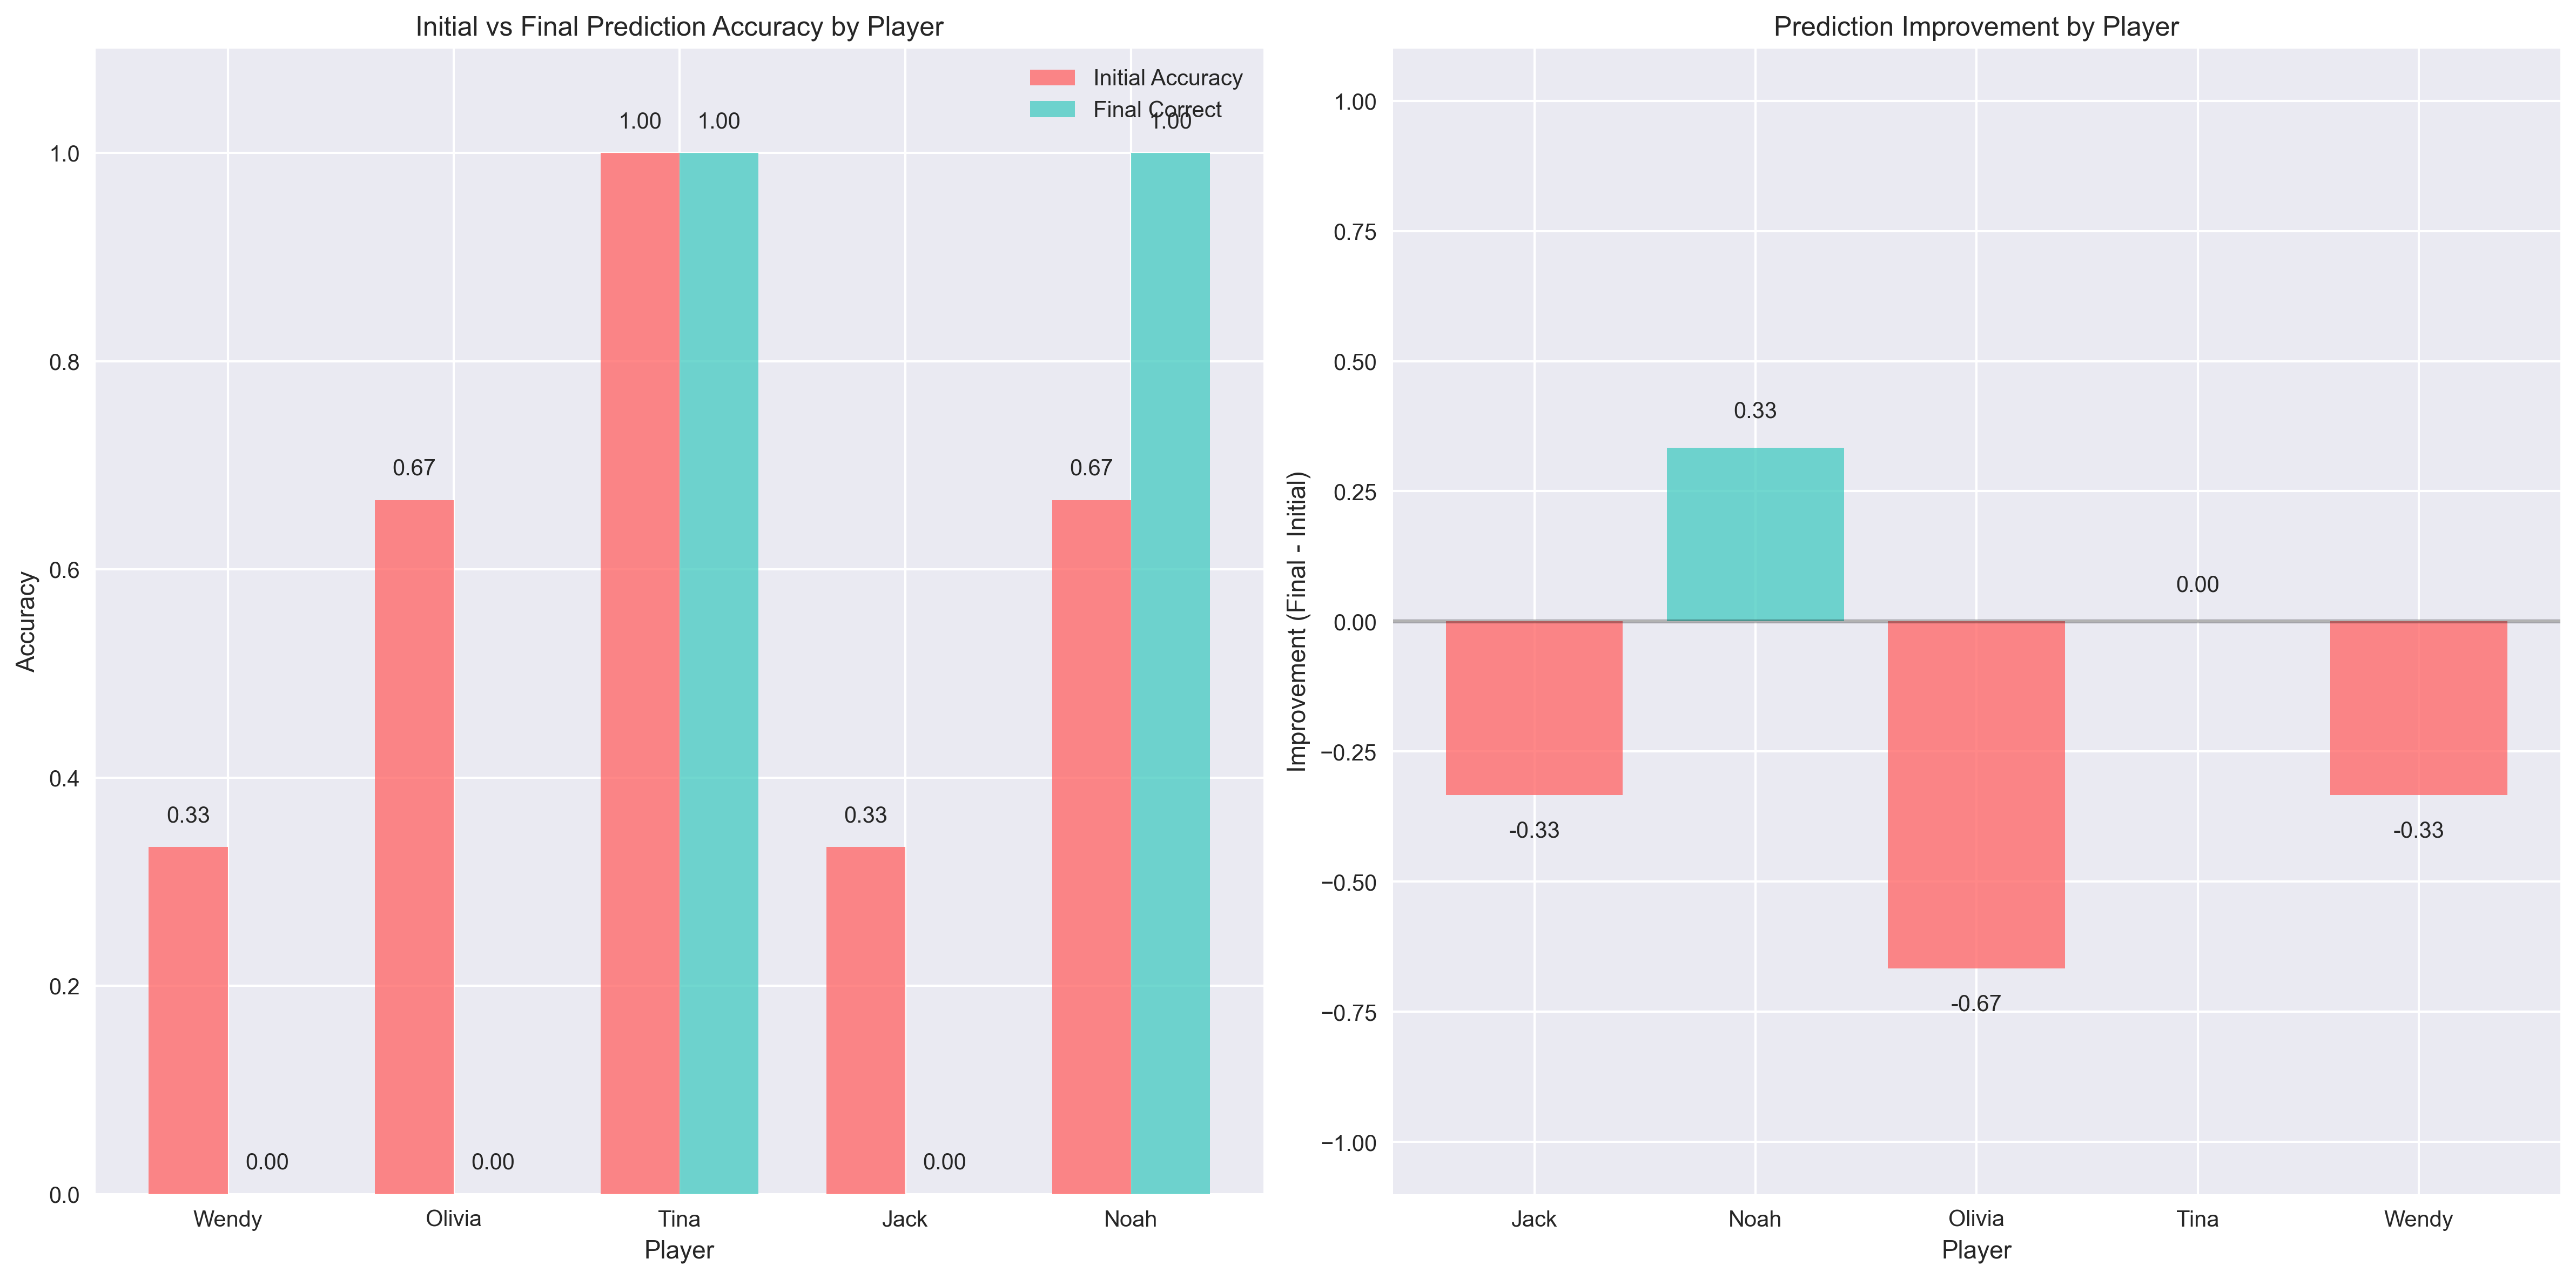 Initial vs Final Prediction Accuracy by Player
Initial Accuracy
Final Correct
1.00
1.00
1.00
0.67
0.67
0.33
0.33
0.00
0.00
0.00
1.0
0.8
0.6
0.4
0.2
0.0
Accuracy
Wendy
Olivia
Tina
Jack
Noah
Player
Prediction Improvement by Player
1.00
0.75
0.50
0.25
0.00
−0.25
−0.50
−0.75
−1.00
Improvement (Final - Initial)
0.33
0.00
-0.33
-0.67
-0.33
Jack
Noah
Olivia
Tina
Wendy
Player